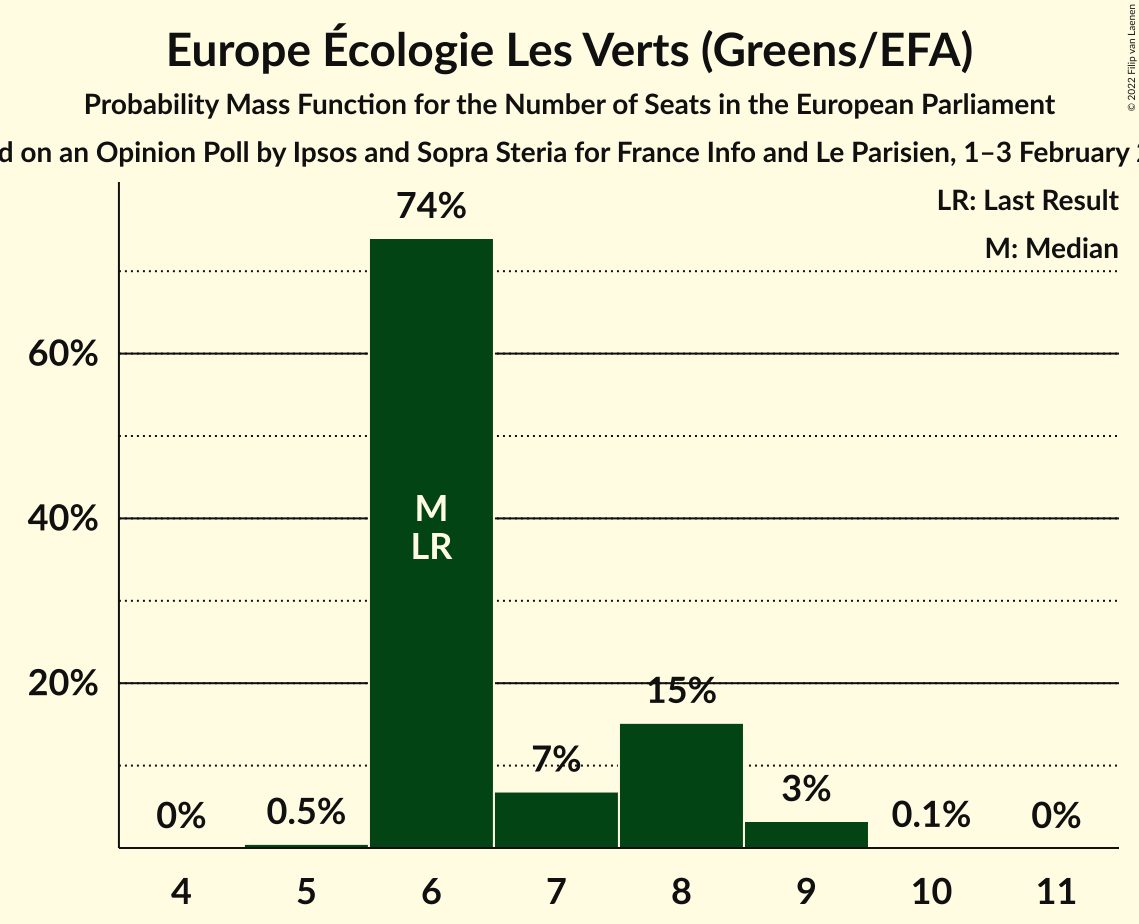 Europe Écologie Les Verts (Greens/EFA)
Probability Mass Function for the Number of Seats in the European Parliament
on an Opinion Poll by Ipsos and Sopra Steria for France Info and Le Parisien, 1–3 February
© 2022 Filip van Laenen
LR: Last Result
M: Median
74%
60%
M
40%
LR
20%
15%
7%
3%
0%
0.5%
0.1%
0%
4 5 6 7 8 9 10 11